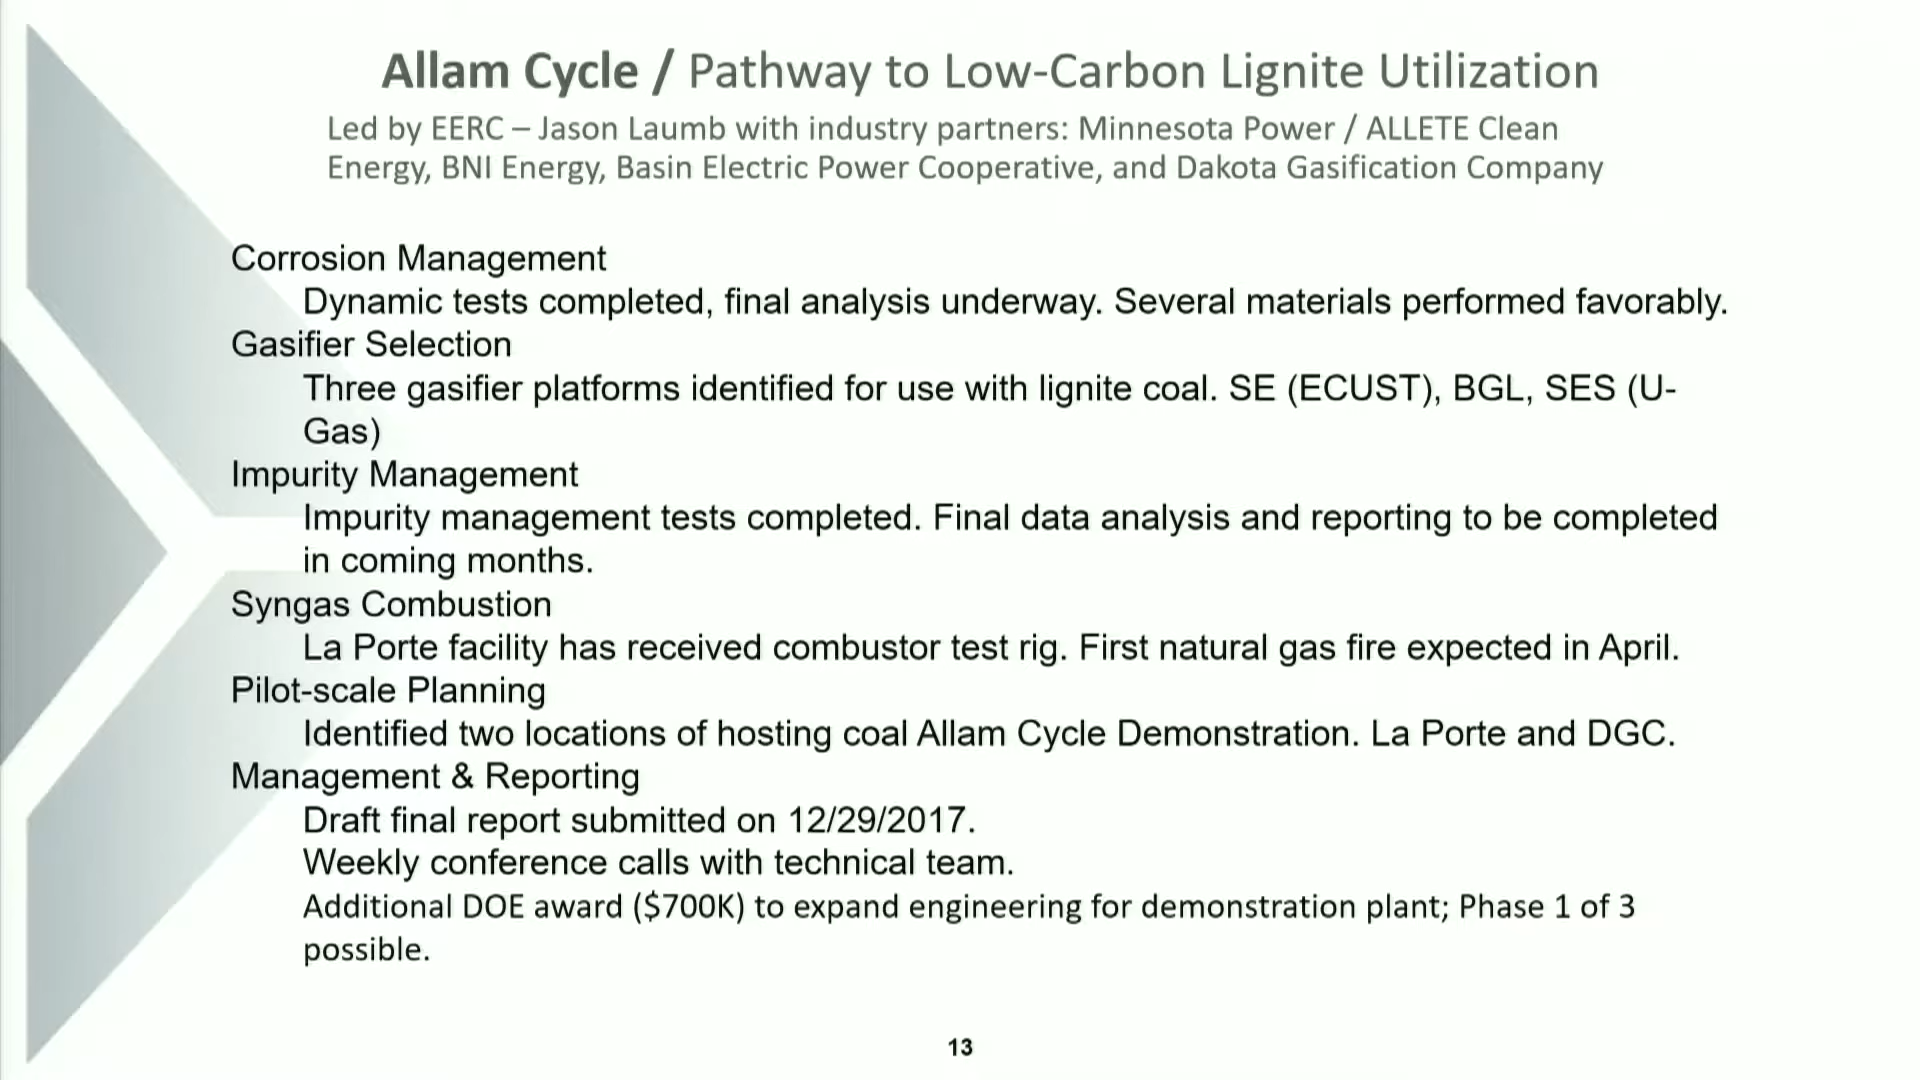 Allam Cycle / Pathway to Low-Carbon Lignite Utilization
Led by EERC – Jason Laumb with industry partners: Minnesota Power / ALLETE Clean
Energy, BNI Energy, Basin Electric Power Cooperative, and Dakota Gasification Company
Corrosion Management
Dynamic tests completed, final analysis underway. Several materials performed favorably.
Gasifier Selection
Three gasifier platforms identified for use with lignite coal. SE (ECUST), BGL, SES (U-
Gas)
Impurity Management
Impurity management tests completed. Final data analysis and reporting to be completed
in coming months.
Syngas Combustion
La Porte facility has received combustor test rig. First natural gas fire expected in April.
Pilot-scale Planning
Identified two locations of hosting coal Allam Cycle Demonstration. La Porte and DGC.
Management & Reporting
Draft final report submitted on 12/29/2017.
Weekly conference calls with technical team.
Additional DOE award ($700K) to expand engineering for demonstration plant; Phase 1 of 3
possible.
13